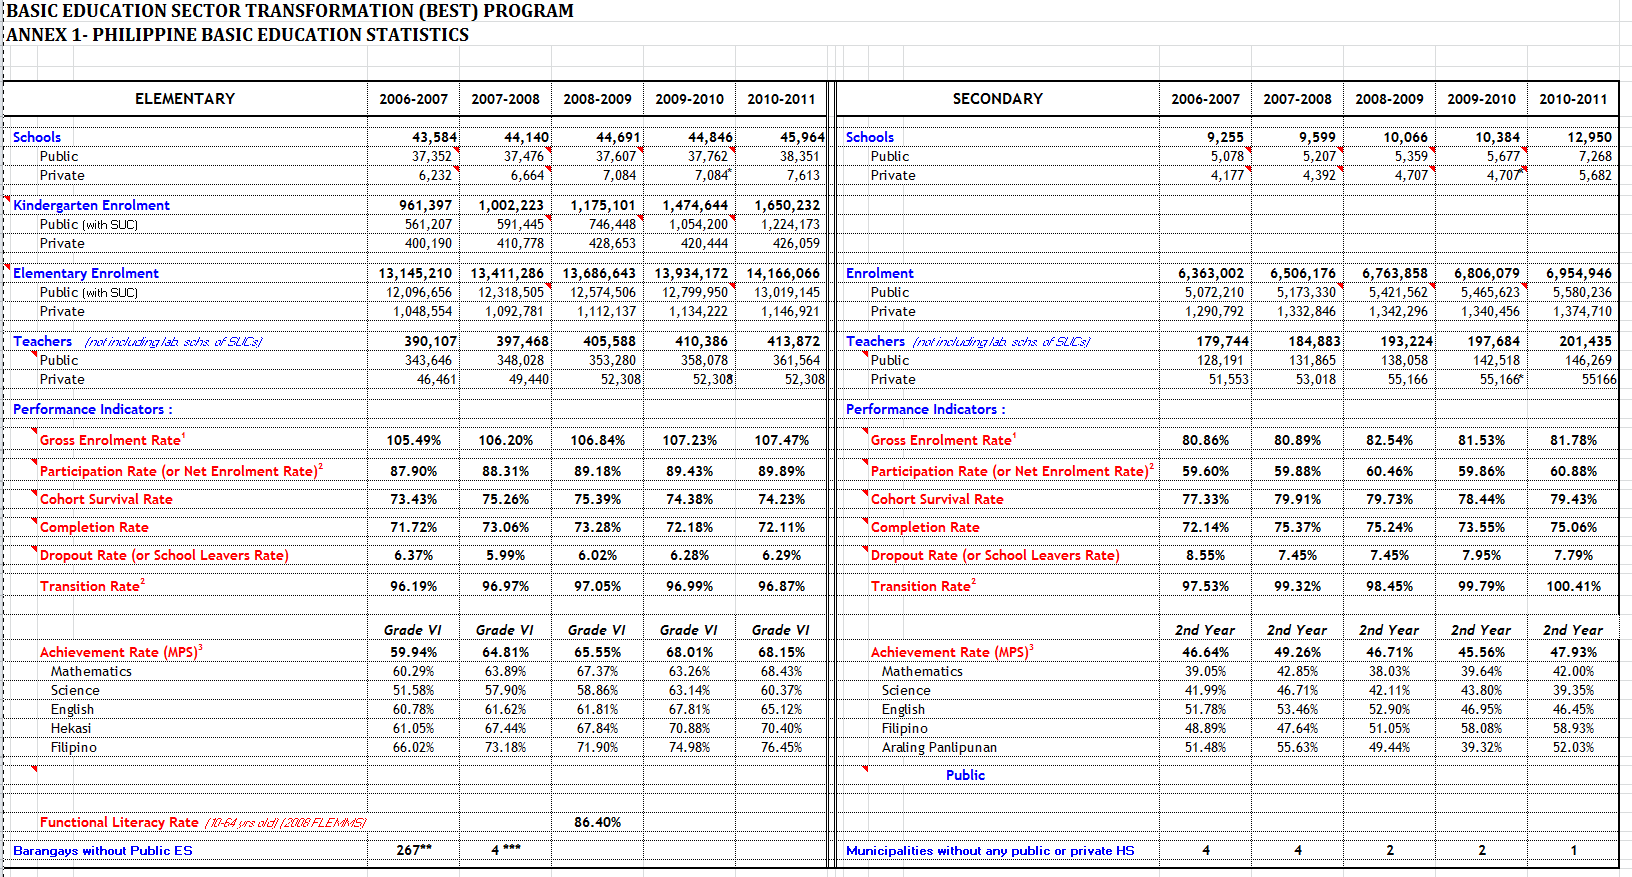 BASIC EDUCATION SECTOR TRANSFORMATION (BEST) PROGRAM
ANNEX 1- PHILIPPINE BASIC EDUCATION STATISTICS
ELEMENTARY 2006-2007 2007-2008 2008-2009 2009-2010 2010-2011 SECONDARY 2006-2007 2007-2008 2008-2009 2009-2010 2010-2011
Schools 43,584 44,140 44,691 44,846 45,964 Schools 9,255 9,599 10,066 10,384 12,950
Public 37,352 37,476 37,607 37,762 38,351 Public 5,078 5,207 5,359 5,677 7,268
Private 6,232 6,664 7,084 7,084* 7,613 Private 4,177 4,392 4,707 4,707* 5,682
Kindergarten Enrolment 961,397 1,002,223 1,175,101 1,474,644 1,650,232
Public (with SUC) 561,207 591,445 746,448 1,054,200 1,224,173
Private 400,190 410,778 428,653 420,444 426,059
Elementary Enrolment 13,145,210 13,411,286 13,686,643 13,934,172 14,166,066 Enrolment 6,363,002 6,506,176 6,763,858 6,806,079 6,954,946
Public (with SUC) 12,096,656 12,318,505 12,574,506 12,799,950 13,019,145 Public 5,072,210 5,173,330 5,421,562 5,465,623 5,580,236
Private 1,048,554 1,092,781 1,112,137 1,134,222 1,146,921 Private 1,290,792 1,332,846 1,342,296 1,340,456 1,374,710
Teachers (not including lab. schs. of SUCs) 390,107 397,468 405,588 410,386 413,872 Teachers (not including lab. schs. of SUCs) 179,744 184,883 193,224 197,684 201,435
Public 343,646 348,028 353,280 358,078 361,564 Public 128,191 131,865 138,058 142,518 146,269
Private 46,461 49,440 52,308 52,308 52,308 Private 51,553 53,018 55,166 55,166* 55166
Performance Indicators : Performance Indicators :
Gross Enrolment Rate¹ 105.49% 106.20% 106.84% 107.23% 107.47% Gross Enrolment Rate¹ 80.86% 80.89% 82.54% 81.53% 81.78%
Participation Rate (or Net Enrolment Rate)² 87.90% 88.31% 89.18% 89.43% 89.89% Participation Rate (or Net Enrolment Rate)² 59.60% 59.88% 60.46% 59.86% 60.88%
Cohort Survival Rate 73.43% 75.26% 75.39% 74.38% 74.23% Cohort Survival Rate 77.33% 79.91% 79.73% 78.44% 79.43%
Completion Rate 71.72% 73.06% 73.28% 72.18% 72.11% Completion Rate 72.14% 75.37% 75.24% 73.55% 75.06%
Dropout Rate (or School Leavers Rate) 6.37% 5.99% 6.02% 6.28% 6.29% Dropout Rate (or School Leavers Rate) 8.55% 7.45% 7.45% 7.95% 7.79%
Transition Rate² 96.19% 96.97% 97.05% 96.99% 96.87% Transition Rate² 97.53% 99.32% 98.45% 99.79% 100.41%
Grade VI Grade VI Grade VI Grade VI Grade VI 2nd Year 2nd Year 2nd Year 2nd Year 2nd Year
Achievement Rate (MPS)³ 59.94% 64.81% 65.55% 68.01% 68.15% Achievement Rate (MPS)³ 46.64% 49.26% 46.71% 45.56% 47.93%
Mathematics 60.29% 63.89% 67.37% 63.26% 68.43% Mathematics 39.05% 42.85% 38.03% 39.64% 42.00%
Science 51.58% 57.90% 58.86% 63.14% 60.37% Science 41.99% 46.71% 42.11% 43.80% 39.35%
English 60.78% 61.62% 61.81% 67.81% 65.12% English 51.78% 53.46% 52.90% 46.95% 46.45%
Hekasi 61.05% 67.44% 67.84% 70.88% 70.40% Filipino 48.89% 47.64% 51.05% 58.08% 58.93%
Filipino 66.02% 73.18% 71.90% 74.98% 76.45% Araling Panlipunan 51.48% 55.63% 49.44% 39.32% 52.03%
Public
Functional Literacy Rate (10-64 yrs old) (2008 FLEMMS) 86.40%
Barangays without Public ES 267** 4 *** Municipalities without any public or private HS 4 4 2 2 1